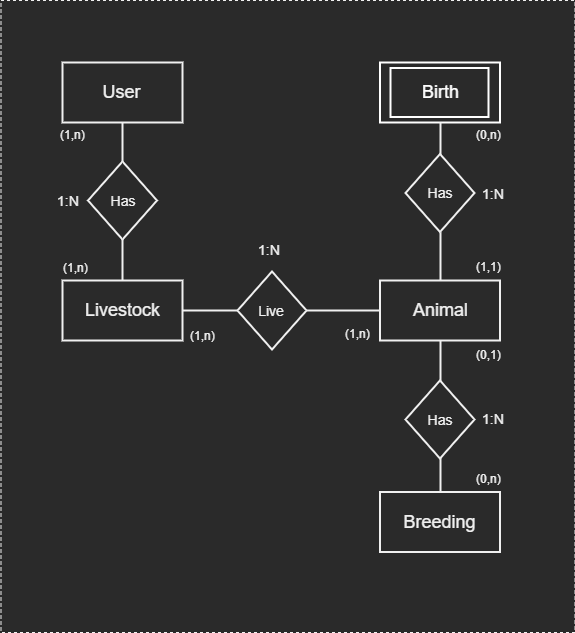 User
Birth
(1,n)
(0,n)
1:N
Has
Has
1:N
1:N
(1,n)
(1,1)
Livestock
Live
Animal
(1,n)
(1,n)
(0,1)
Has
1:N
(0,n)
Breeding